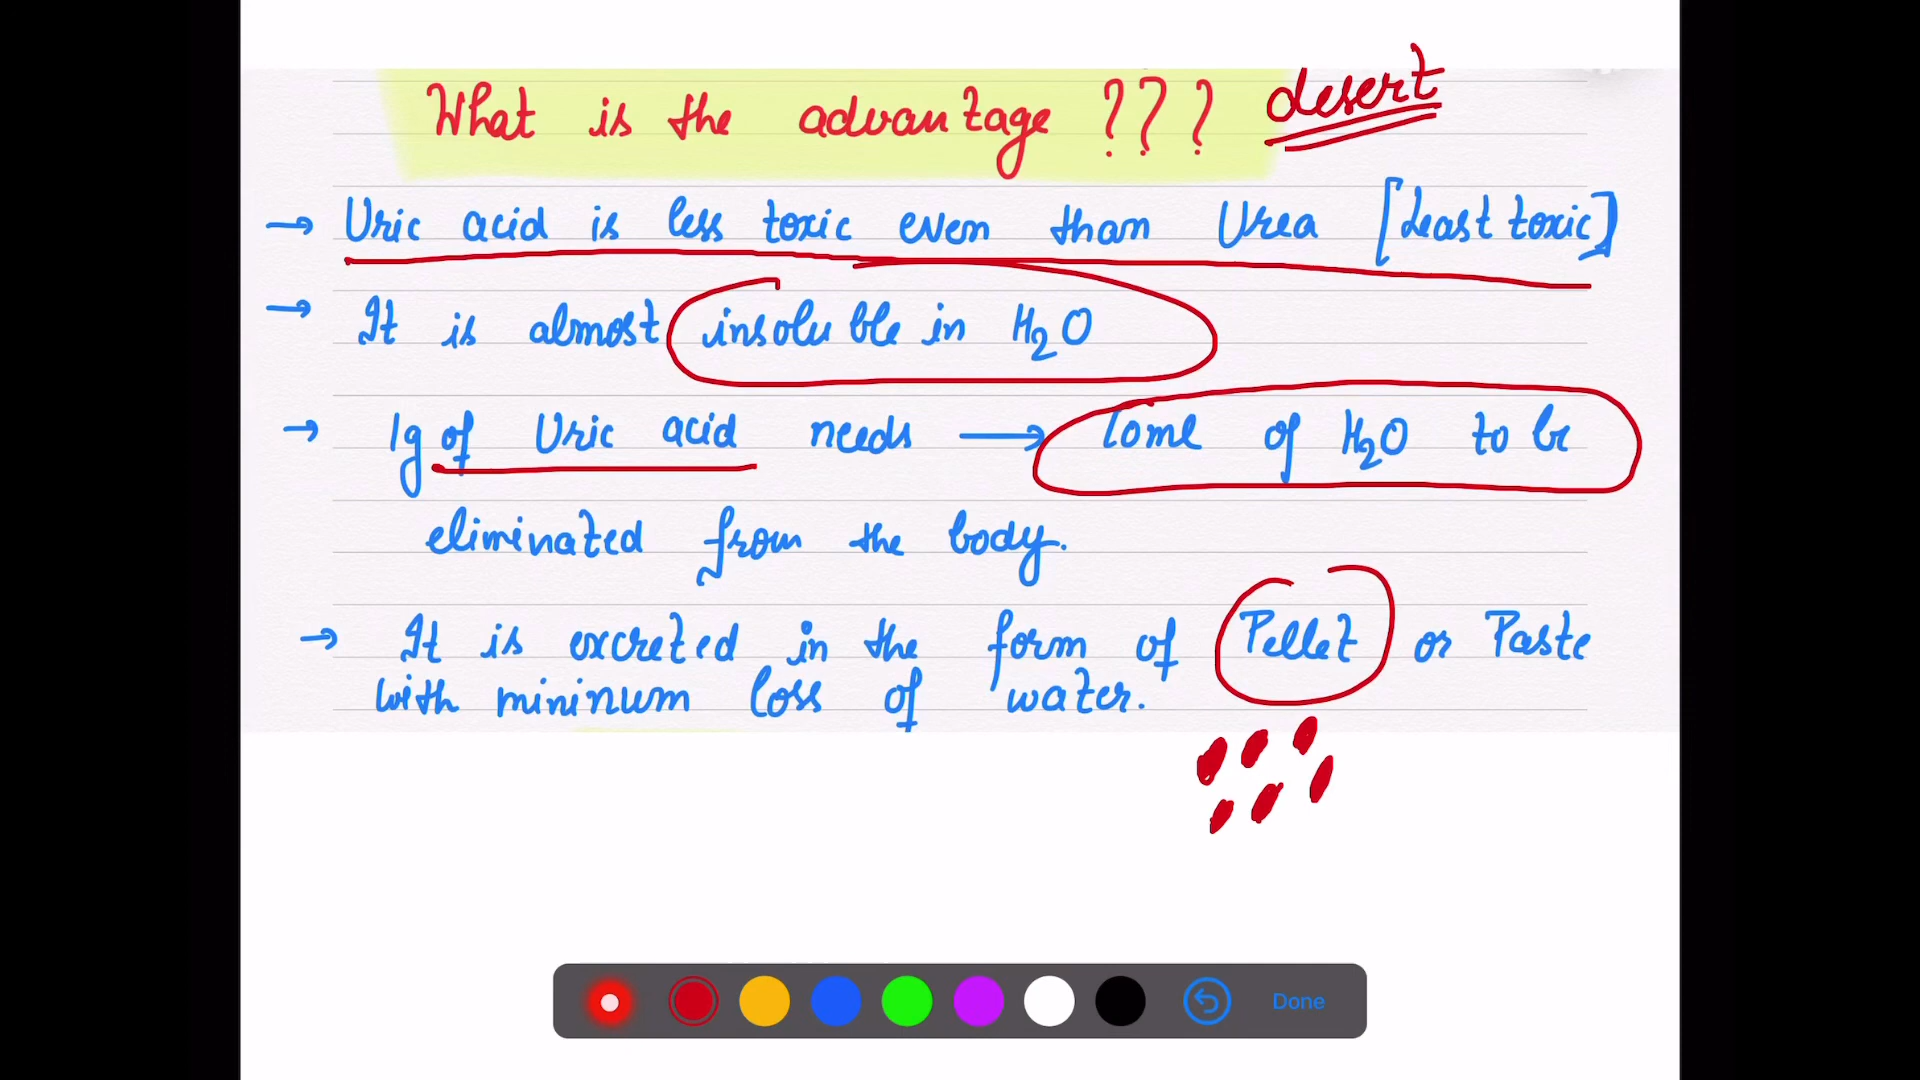 What is the advantage ??? desert
→ Uric acid is less toxic even than Urea [Least toxic]
→ It is almost insoluble in H₂O
→ 1g of Uric acid needs → 10ml of H₂O to be
eliminated from the body.
→ It is excreted in the form of Pellet or Paste
with mininum loss of water.
Done